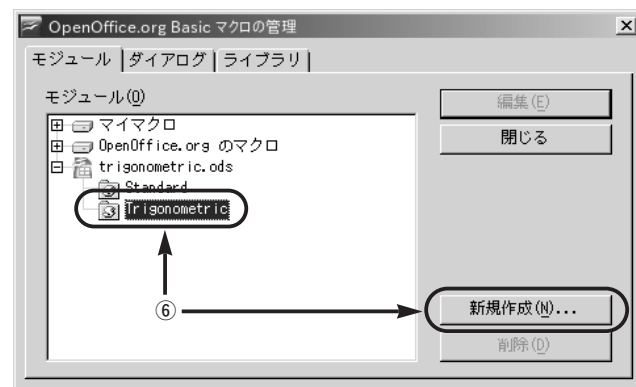 OpenOffice.org Basic マクロの管理
モジュール ダイアログ ライブラリ
モジュール(O)
編集(E)
マイマクロ
閉じる
OpenOffice.org のマクロ
trigonometric.ods
Standard
Trigonometric
⑥
新規作成(N)...
削除(D)